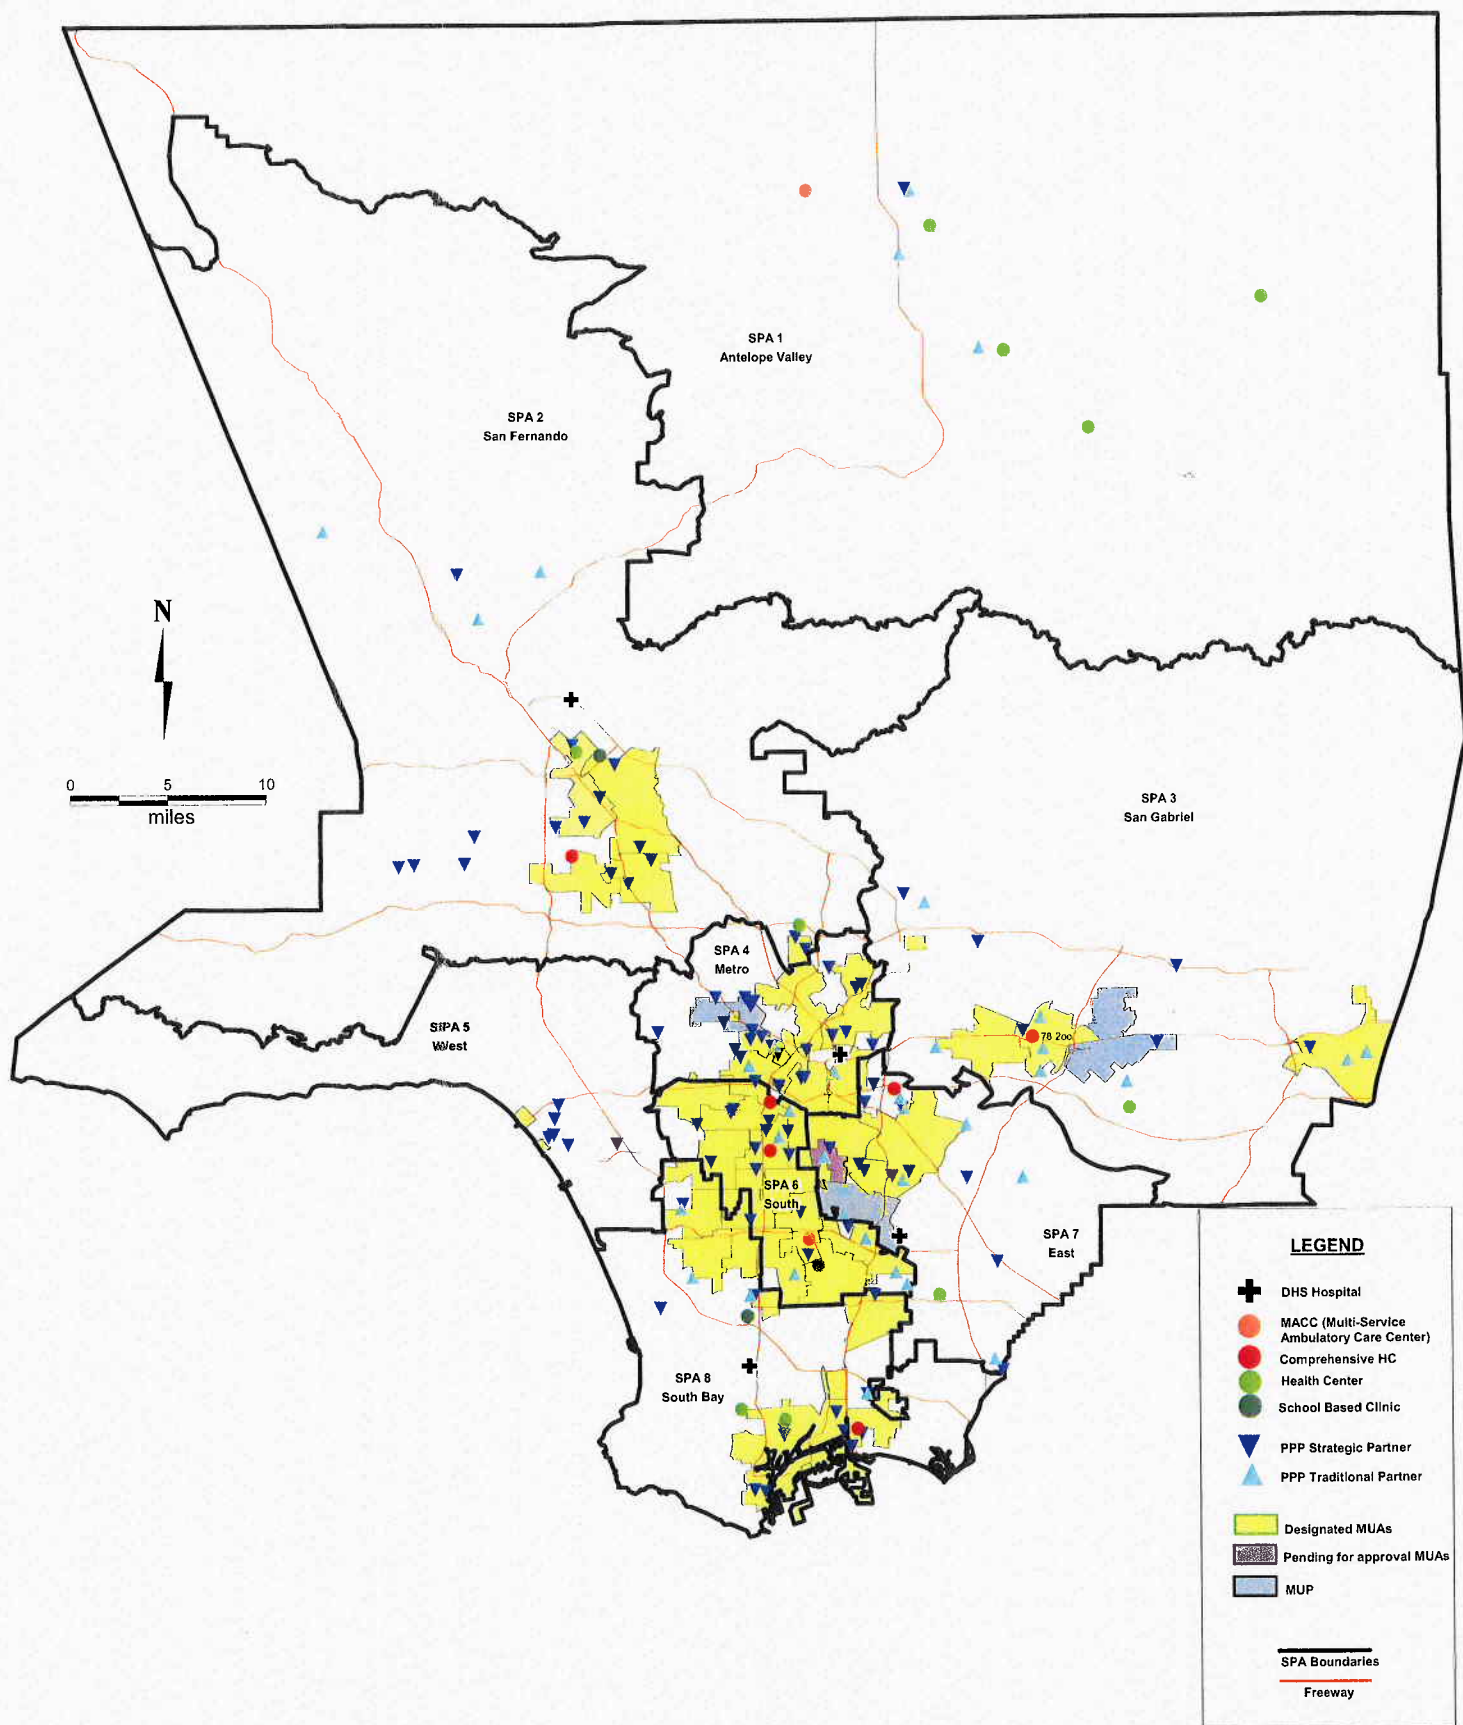 SPA 1
Antelope Valley
SPA 2
San Fernando
N
0 5 10
miles
SPA 3
San Gabriel
SPA 4
Metro
SPA 5
West
78 2oo
SPA 6
South
SPA 7
East
SPA 8
South Bay
LEGEND
DHS Hospital
MACC (Multi-Service
Ambulatory Care Center)
Comprehensive HC
Health Center
School Based Clinic
PPP Strategic Partner
PPP Traditional Partner
Designated MUAs
Pending for approval MUAs
MUP
SPA Boundaries
Freeway